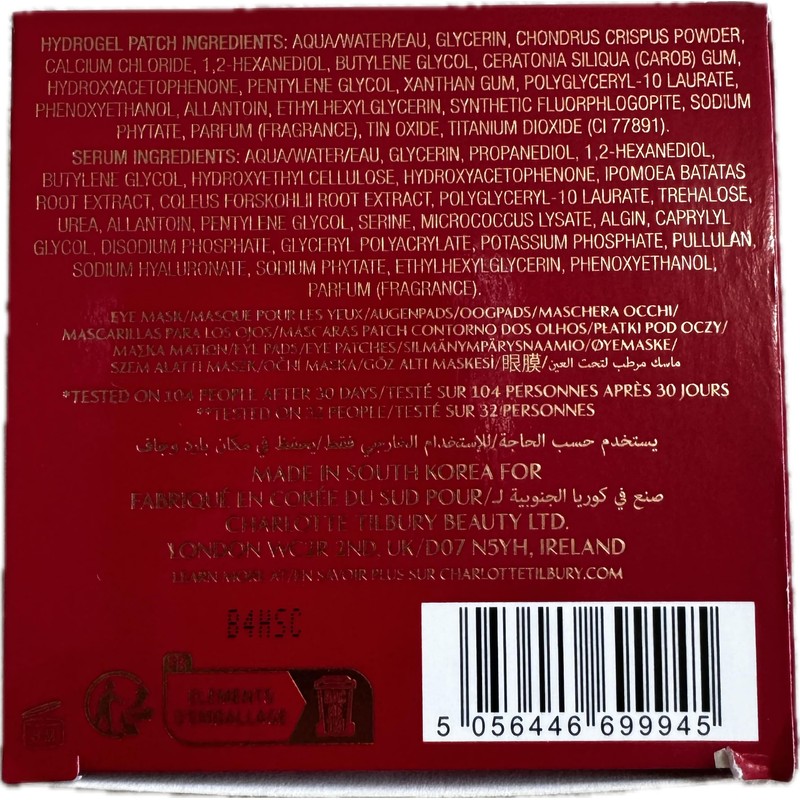 HYDROGEL PATCH INGREDIENTS: AQUA/WATER/EAU, GLYCERIN, CHONDRUS CRISPUS POWDER,
CALCIUM CHLORIDE, 1,2-HEXANEDIOL, BUTYLENE GLYCOL, CERATONIA SILIQUA (CAROB) GUM,
HYDROXYACETOPHENONE, PENTYLENE GLYCOL, XANTHAN GUM, POLYGLYCERYL-10 LAURATE,
PHENOXYETHANOL, ALLANTOIN, ETHYLHEXYLGLYCERIN, SYNTHETIC FLUORPHLOGOPITE, SODIUM
PHYTATE, PARFUM (FRAGRANCE), TIN OXIDE, TITANIUM DIOXIDE (CI 77891).
SERUM INGREDIENTS: AQUA/WATER/EAU, GLYCERIN, PROPANEDIOL, 1,2-HEXANEDIOL,
BUTYLENE GLYCOL, HYDROXYETHYLCELLULOSE, HYDROXYACETOPHENONE, IPOMOEA BATATAS
ROOT EXTRACT, COLEUS FORSKOHLII ROOT EXTRACT, POLYGLYCERYL-10 LAURATE, TREHALOSE,
UREA, ALLANTOIN, PENTYLENE GLYCOL, SERINE, MICROCOCCUS LYSATE, ALGIN, CAPRYLYL
GLYCOL, DISODIUM PHOSPHATE, GLYCERYL POLYACRYLATE, POTASSIUM PHOSPHATE, PULLULAN,
SODIUM HYALURONATE, SODIUM PHYTATE, ETHYLHEXYLGLYCERIN, PHENOXYETHANOL,
PARFUM (FRAGRANCE).
EYE MASK/MASQUE POUR LES YEUX/AUGENPADS/OOGPADS/MASCHERA OCCHI/
MASCARILLAS PARA LOS OJOS/MÁSCARAS PATCH CONTORNO DOS OLHOS/PŁATKI POD OCZY/
EYE PADS/EYE PATCHES/SILMÄNYMPÄRYSNAAMIO/ØYEMASKE/
SZEM ALATTI MASZK/OČNÍ MASKA/GÖZ ALTI MASKESİ/眼膜/ماسك مرطب لتحت العين
*TESTED ON 104 PEOPLE AFTER 30 DAYS/TESTÉ SUR 104 PERSONNES APRÈS 30 JOURS
**TESTED ON 32 PEOPLE/TESTÉ SUR 32 PERSONNES
يستخدم حسب الحاجة/للإستخدام الخارجي فقط/يحفظ في مكان بارد وجاف
MADE IN SOUTH KOREA FOR
FABRIQUÉ EN CORÉE DU SUD POUR/صنع في كوريا الجنوبية لـ
CHARLOTTE TILBURY BEAUTY LTD.
LONDON WC2R 2ND, UK/D07 N5YH, IRELAND
LEARN MORE AT/EN SAVOIR PLUS SUR CHARLOTTETILBURY.COM
B4H5C
FR
ÉLÉMENTS
D'EMBALLAGE
5 056446 699945